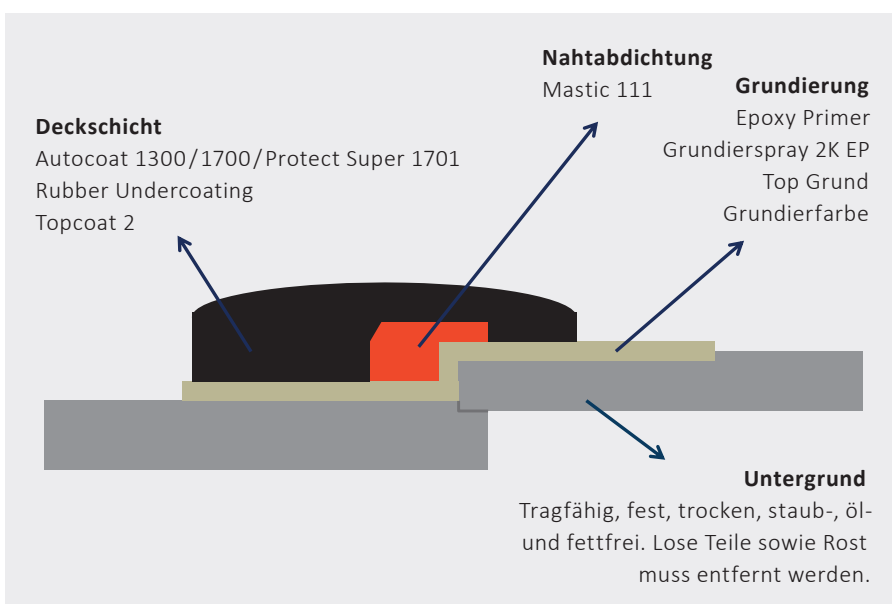 Nahtabdichtung
Mastic 111
Grundierung
Epoxy Primer
Grundierspray 2K EP
Top Grund
Grundierfarbe
Deckschicht
Autocoat 1300/1700/Protect Super 1701
Rubber Undercoating
Topcoat 2
Untergrund
Tragfähig, fest, trocken, staub-, öl-
und fettfrei. Lose Teile sowie Rost
muss entfernt werden.